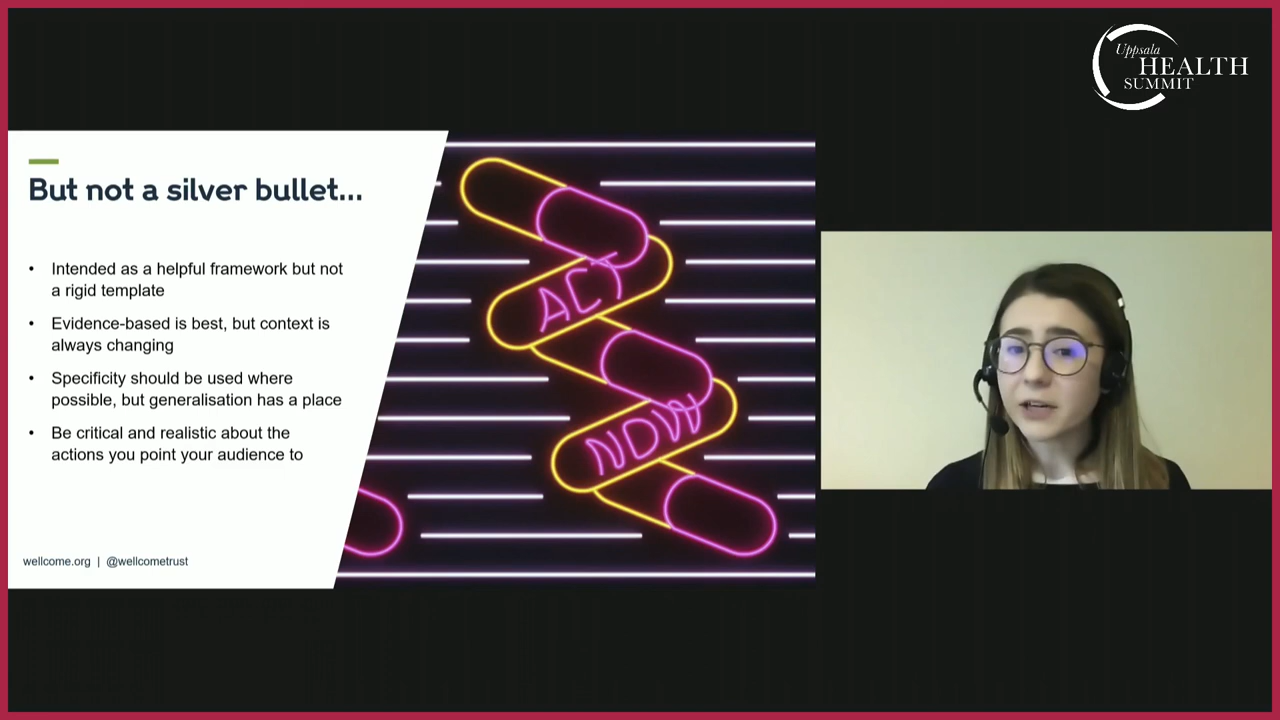 Uppsala
HEALTH
SUMMIT
But not a silver bullet...
• Intended as a helpful framework but not
a rigid template
• Evidence-based is best, but context is
always changing
• Specificity should be used where
possible, but generalisation has a place
• Be critical and realistic about the
actions you point your audience to
wellcome.org | @wellcometrust
ACT
NOW